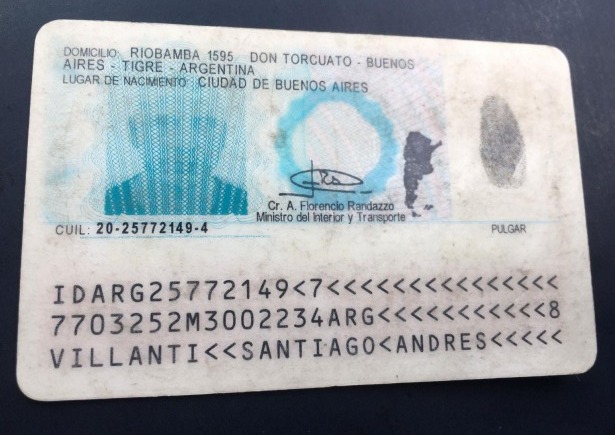 DOMICILIO: RIOBAMBA 1595 DON TORCUATO - BUENOS
AIRES - TIGRE - ARGENTINA
LUGAR DE NACIMIENTO: CIUDAD DE BUENOS AIRES
Cr. A. Florencio Randazzo
Ministro del Interior y Transporte
CUIL: 20-25772149-4
PULGAR
IDARG25772149<7<<<<<<<<<<<<<<<
7703252M3002234ARG<<<<<<<<<<<8
VILLANTI<<SANTIAGO<ANDRES<<<<<